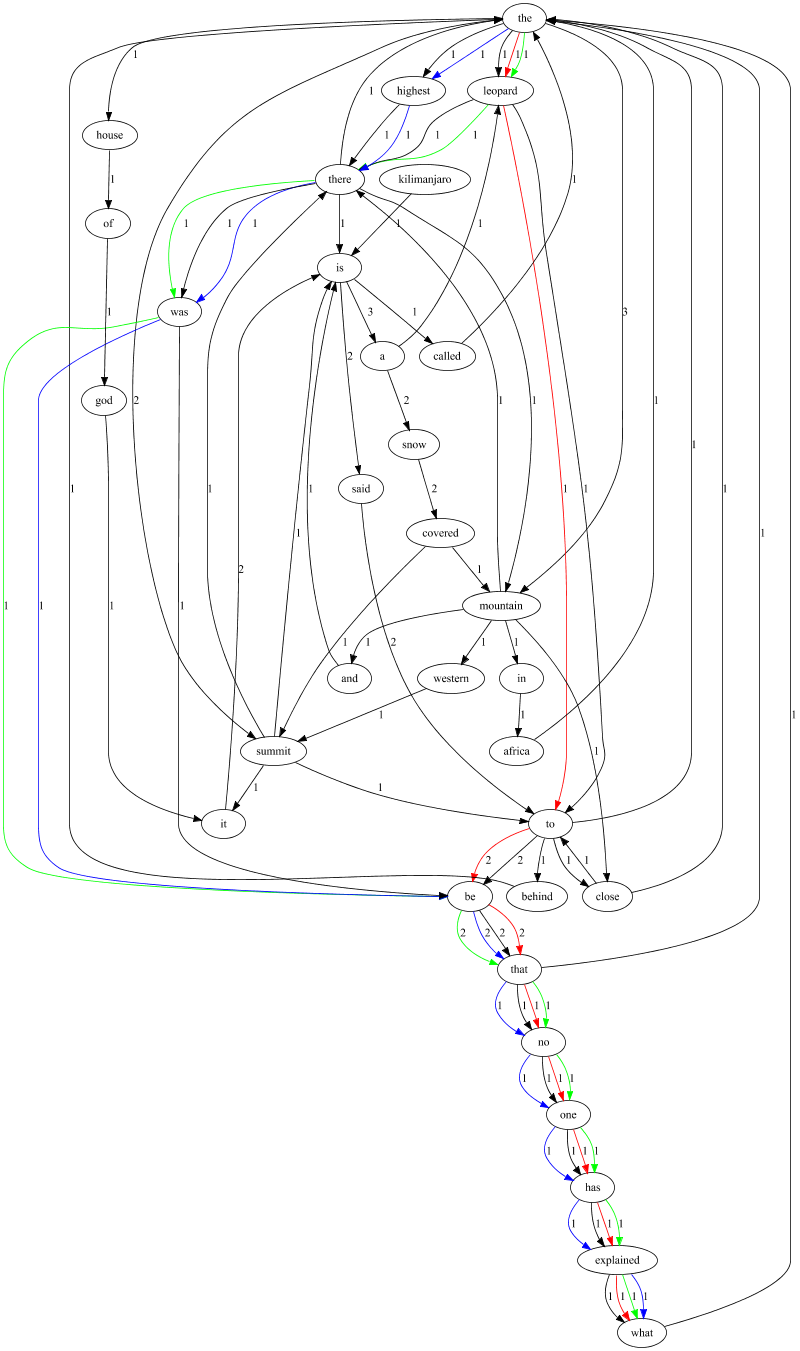 the
1
1 1 1 1 1
highest leopard
house
1 1 1 1 1
1
there kilimanjaro
of
1 1 1 1 1 1
is
was
1 3 1
2 3
a called
god
2 1 2 1 1 1
snow
1 said 2 1 1 1 1 1 1
covered
1
2 1
mountain
1 1 1 1 2 1 1 1 1
and western in
1 1
summit
africa
1 1 1
it to
2 2 1 1 1
be behind close
2 2 2 2
that
1 1 1 1
no
1 1 1 1
one
1 1 1 1
has
1 1 1 1
explained
1 1 1 1
what